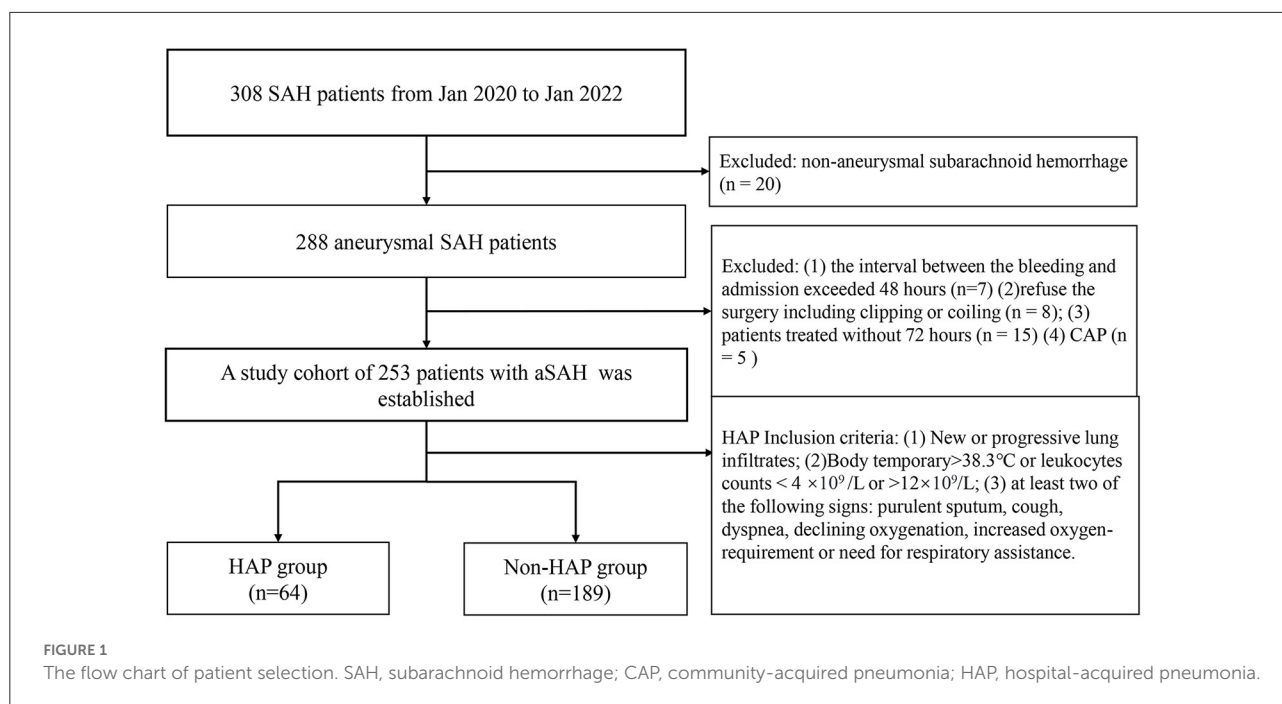 308 SAH patients from Jan 2020 to Jan 2022
Excluded: non-aneurysmal subarachnoid hemorrhage
(n = 20)
288 aneurysmal SAH patients
Excluded: (1) the interval between the bleeding and
admission exceeded 48 hours (n=7) (2)refuse the
surgery including clipping or coiling (n = 8); (3)
patients treated without 72 hours (n = 15) (4) CAP (n
= 5 )
A study cohort of 253 patients with aSAH was
established
HAP Inclusion criteria: (1) New or progressive lung
infiltrates; (2)Body temporary>38.3℃ or leukocytes
counts < 4 ×10⁹/L or >12×10⁹/L; (3) at least two of
the following signs: purulent sputum, cough,
dyspnea, declining oxygenation, increased oxygen-
requirement or need for respiratory assistance.
HAP group
(n=64)
Non-HAP group
(n=189)
FIGURE 1
The flow chart of patient selection. SAH, subarachnoid hemorrhage; CAP, community-acquired pneumonia; HAP, hospital-acquired pneumonia.